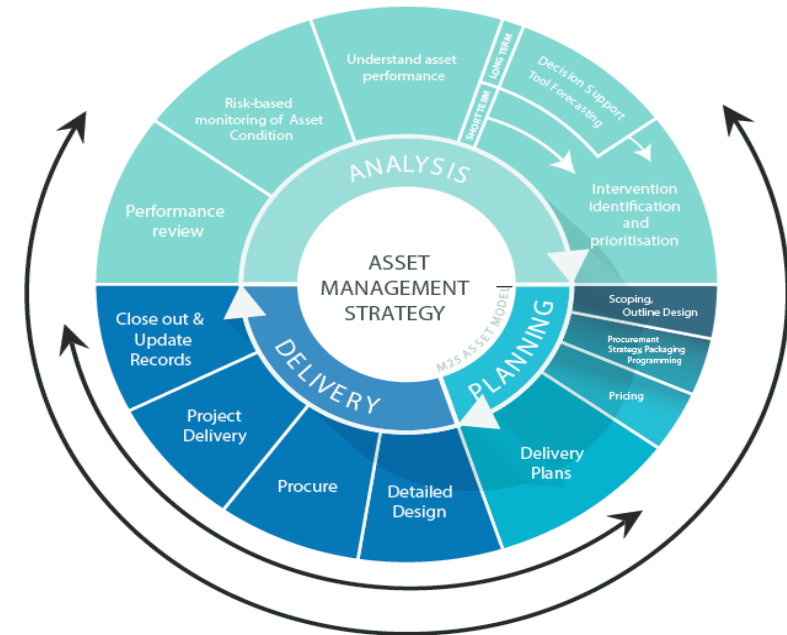 Understand asset
performance
LONG TERM
SHORT TERM
Decision Support
Tool Forecasting
Risk-based
monitoring of Asset
Condition
Performance
review
Intervention
identification
and
prioritisation
ANALYSIS
ASSET
MANAGEMENT
STRATEGY
M25 ASSET MODEL
PLANNING
DELIVERY
Scoping,
Outline Design
Procurement
Strategy, Packaging
Programming
Pricing
Delivery
Plans
Detailed
Design
Procure
Project
Delivery
Close out &
Update
Records